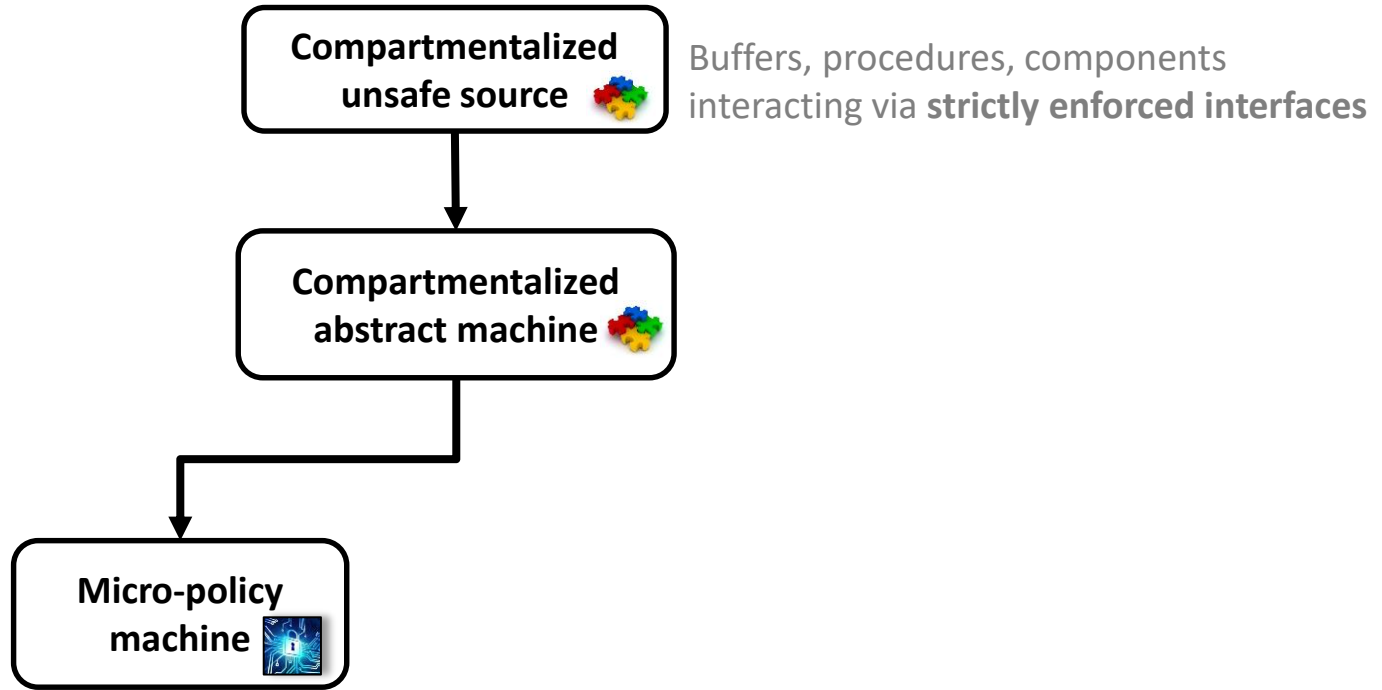 Compartmentalized
unsafe source
Buffers, procedures, components
interacting via strictly enforced interfaces
Compartmentalized
abstract machine
Micro-policy
machine